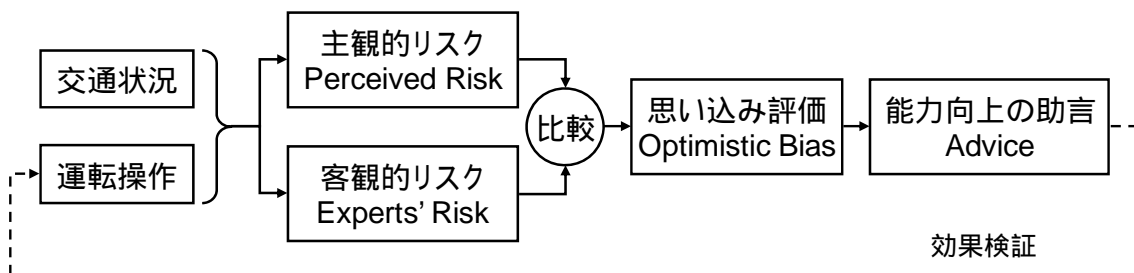 交通状況
運転操作
主観的リスク
Perceived Risk
客観的リスク
Experts’ Risk
比較
思い込み評価
Optimistic Bias
能力向上の助言
Advice
効果検証